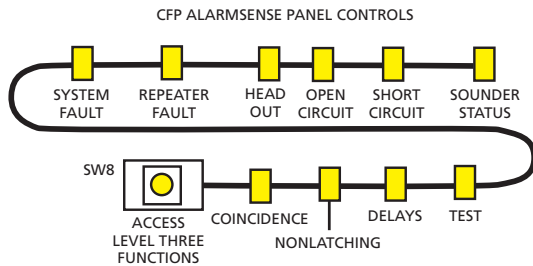 CFP ALARMSENSE PANEL CONTROLS
SYSTEM
FAULT
REPEATER
FAULT
HEAD
OUT
OPEN
CIRCUIT
SHORT
CIRCUIT
SOUNDER
STATUS
SW8
ACCESS
LEVEL THREE
FUNCTIONS
COINCIDENCE
NONLATCHING
DELAYS
TEST